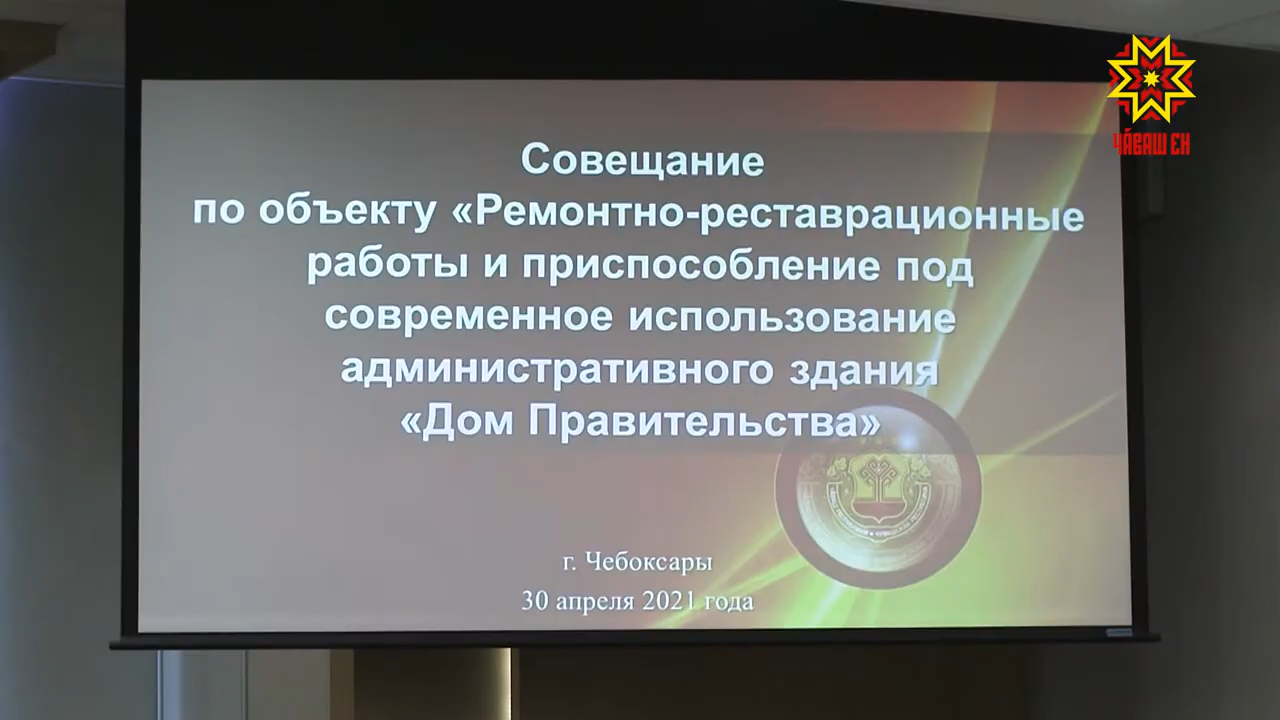 ЧӐВАШ ЕН
Совещание
по объекту «Ремонтно-реставрационные
работы и приспособление под
современное использование
административного здания
«Дом Правительства»
г. Чебоксары
30 апреля 2021 года